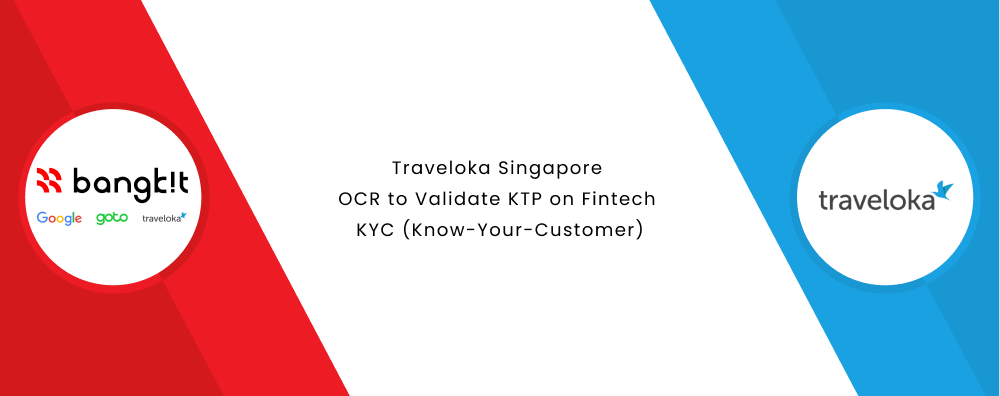 bangk!t
Google goto traveloka
Traveloka Singapore
OCR to Validate KTP on Fintech
KYC (Know-Your-Customer)
traveloka